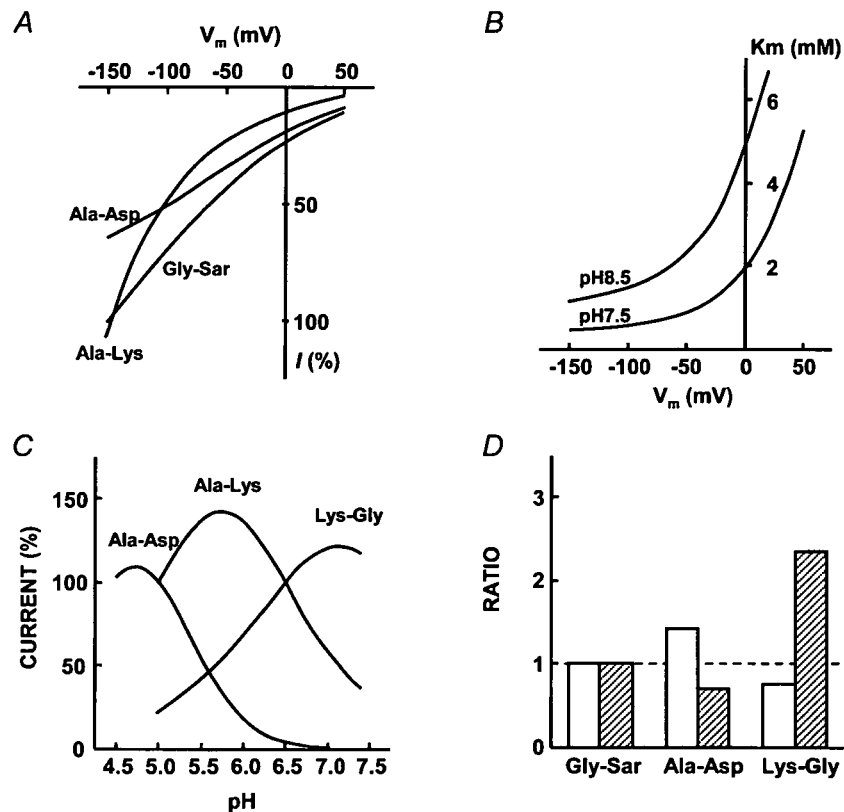 A
V_m (mV)
-150 -100 -50 0 50
50
100
I (%)
Ala-Asp
Gly-Sar
Ala-Lys
B
Km (mM)
6
4
2
pH8.5
pH7.5
-150 -100 -50 0 50
V_m (mV)
C
CURRENT (%)
150
100
50
0
Ala-Asp
Ala-Lys
Lys-Gly
4.5 5.0 5.5 6.0 6.5 7.0 7.5
pH
D
RATIO
3
2
1
0
Gly-Sar Ala-Asp Lys-Gly